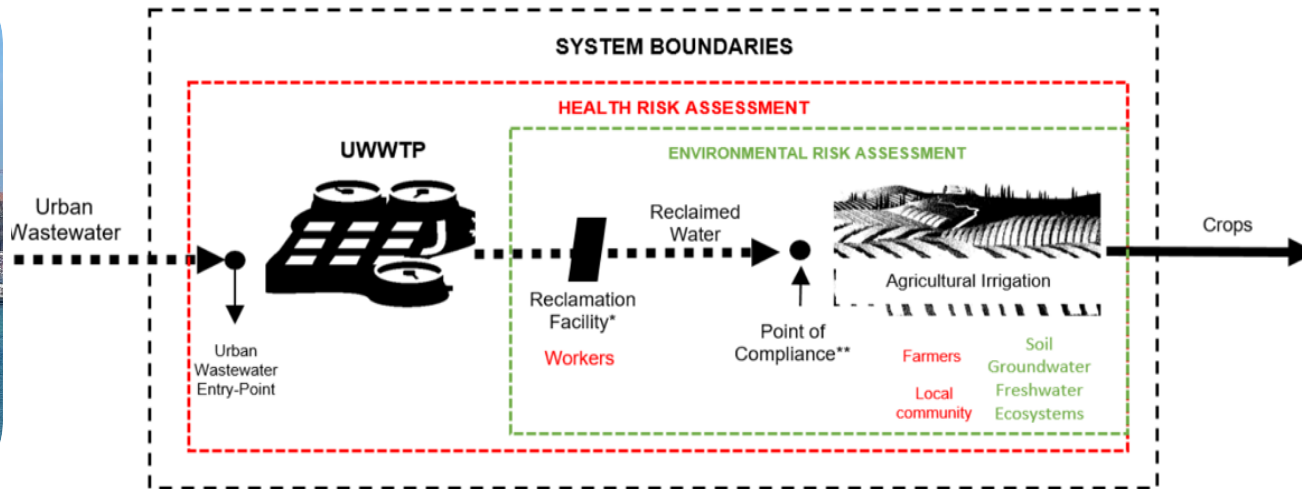 SYSTEM BOUNDARIES
HEALTH RISK ASSESSMENT
UWWTP
ENVIRONMENTAL RISK ASSESSMENT
Urban
Wastewater
Reclaimed
Water
Crops
Agricultural Irrigation
Reclamation
Facility*
Workers
Point of
Compliance**
Urban
Wastewater
Entry-Point
Farmers
Local
community
Soil
Groundwater
Freshwater
Ecosystems